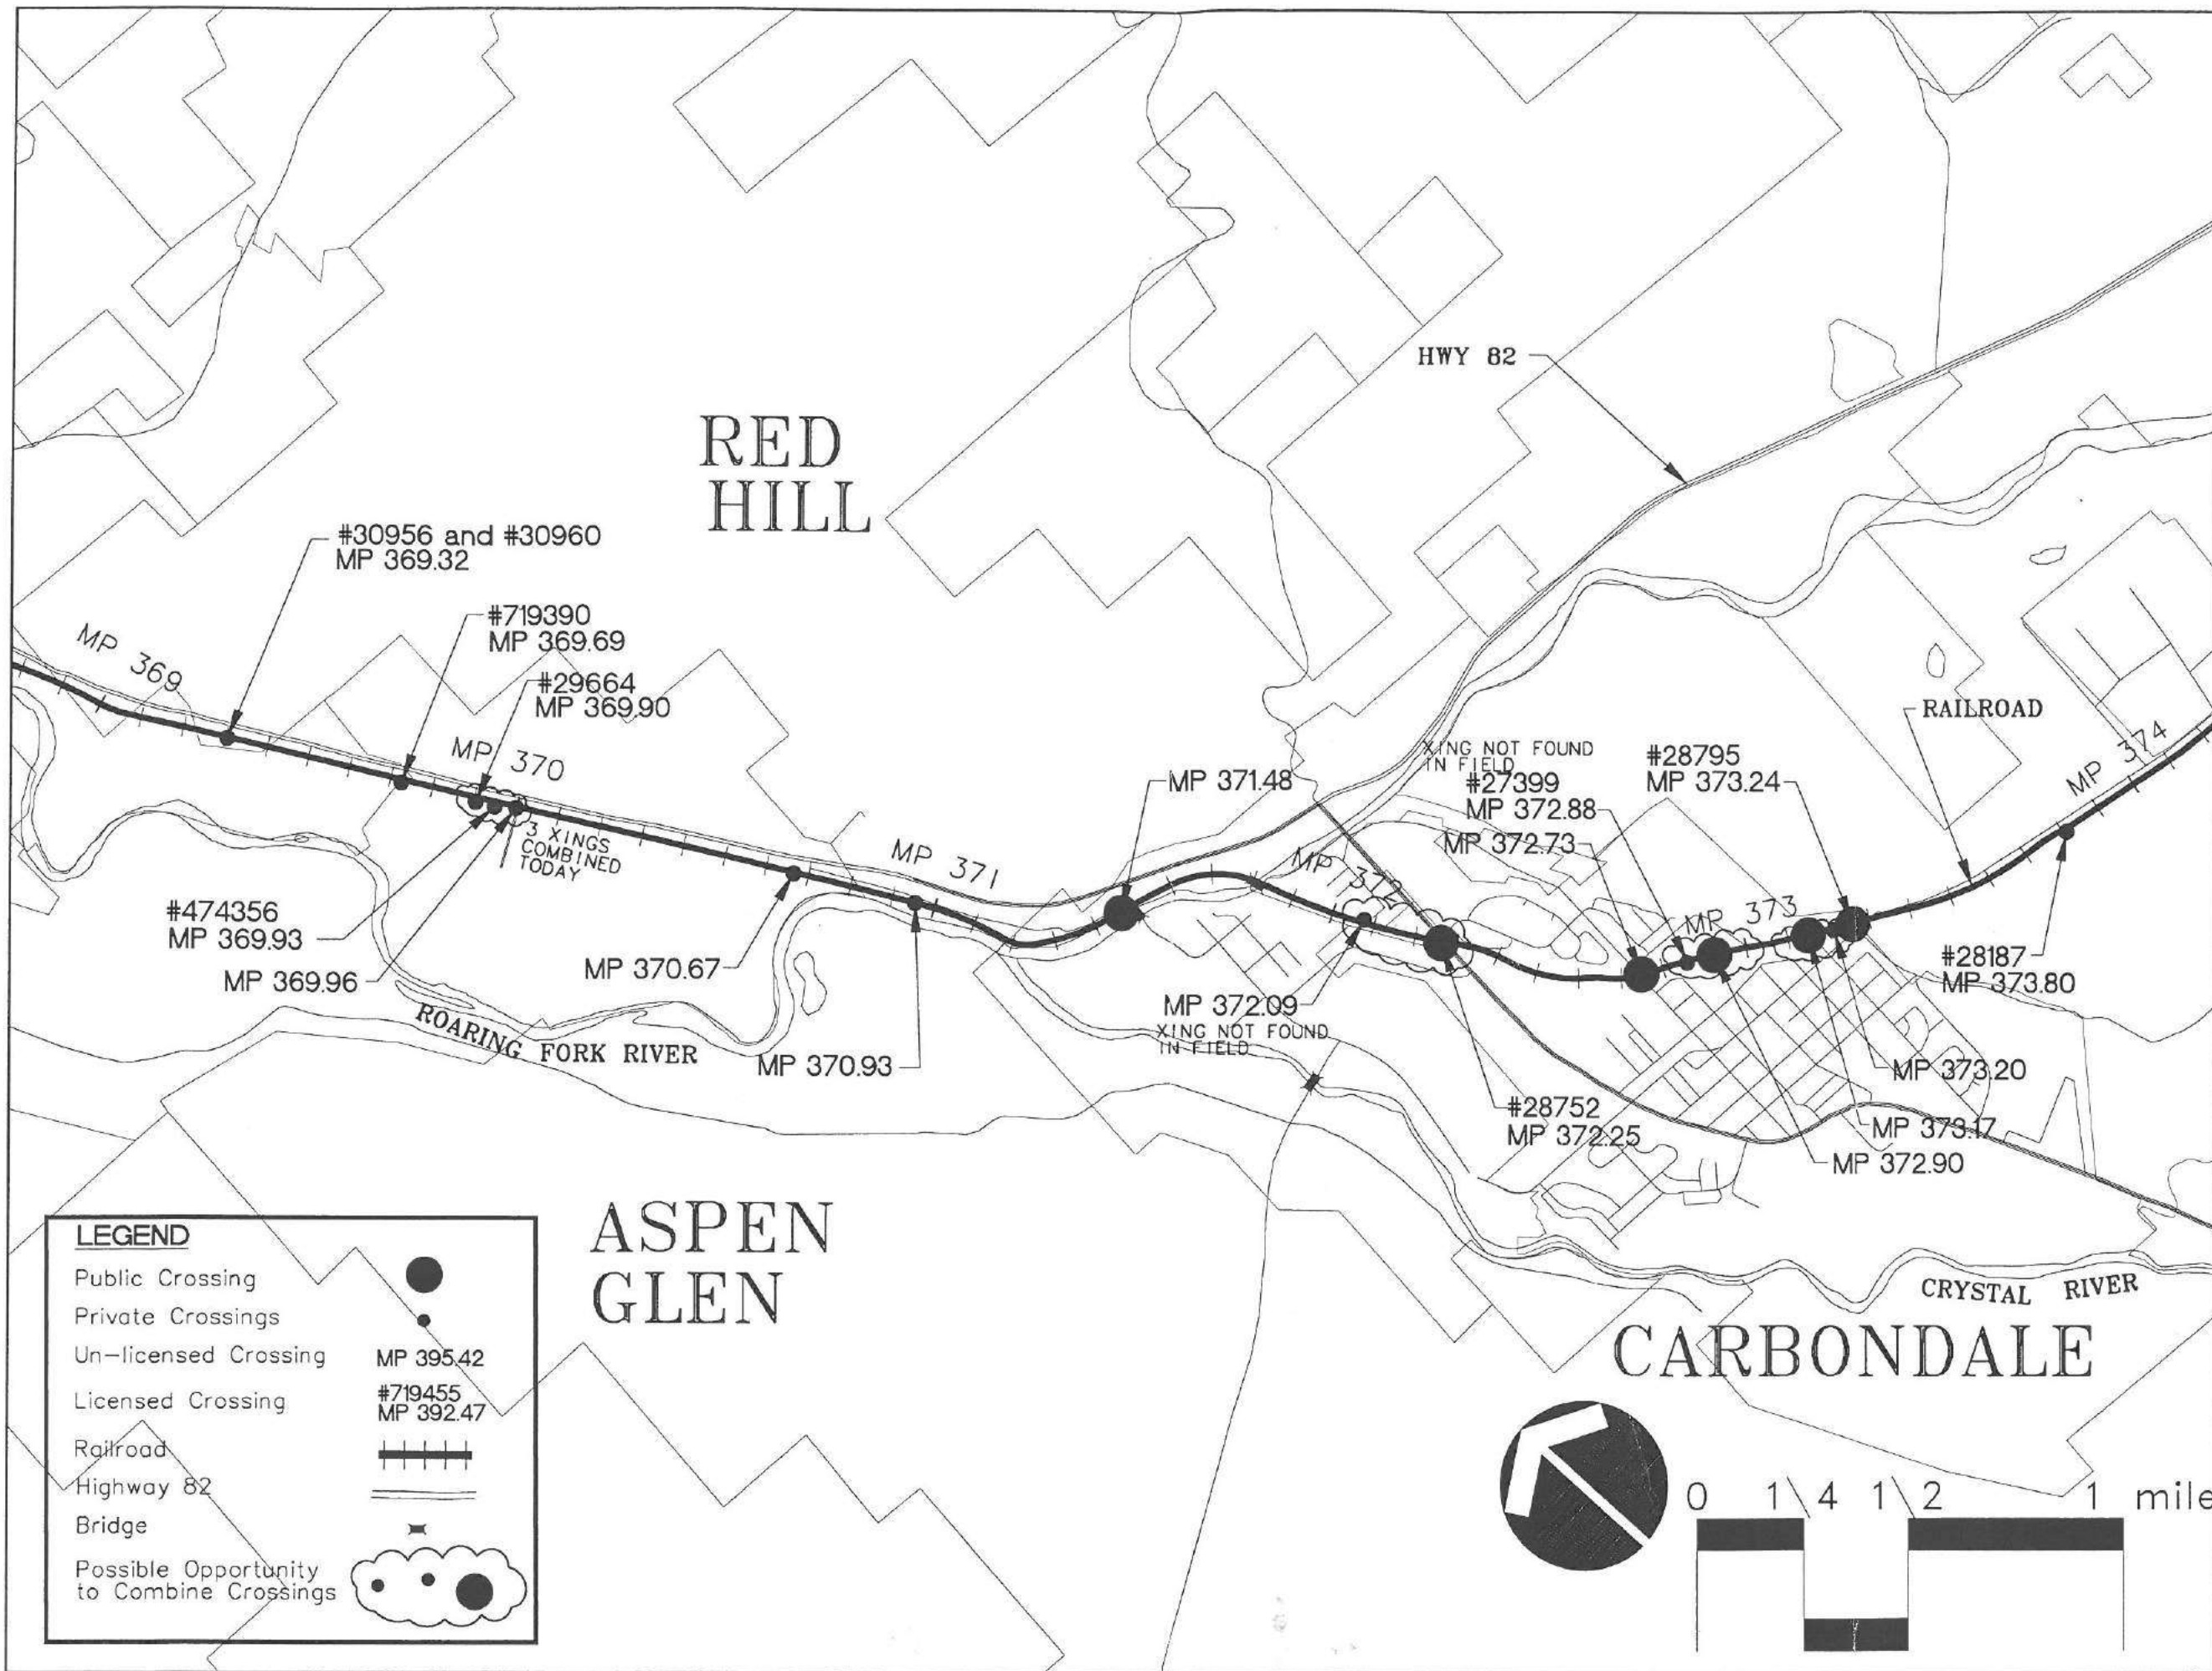 HWY 82
RED
HILL
#30956 and #30960
MP 369.32
#719390
MP 369.69
#29664
MP 369.90
MP 369
MP 370
3 XINGS
COMBINED
TODAY
#474356
MP 369.93
MP 369.96
MP 370.67
MP 370.93
MP 371
MP 371.48
ROARING FORK RIVER
MP 372
XING NOT FOUND
IN FIELD
#27399
MP 372.88
MP 372.73
#28795
MP 373.24
RAILROAD
MP 374
MP 373
#28187
MP 373.80
MP 372.09
XING NOT FOUND
IN FIELD
#28752
MP 372.25
MP 373.20
MP 373.17
MP 372.90
ASPEN
GLEN
CRYSTAL RIVER
CARBONDALE
LEGEND
Public Crossing
Private Crossings
Un-licensed Crossing MP 395.42
Licensed Crossing #719455
MP 392.47
Railroad
Highway 82
Bridge
Possible Opportunity
to Combine Crossings
0 1\4 1\2 1 mile